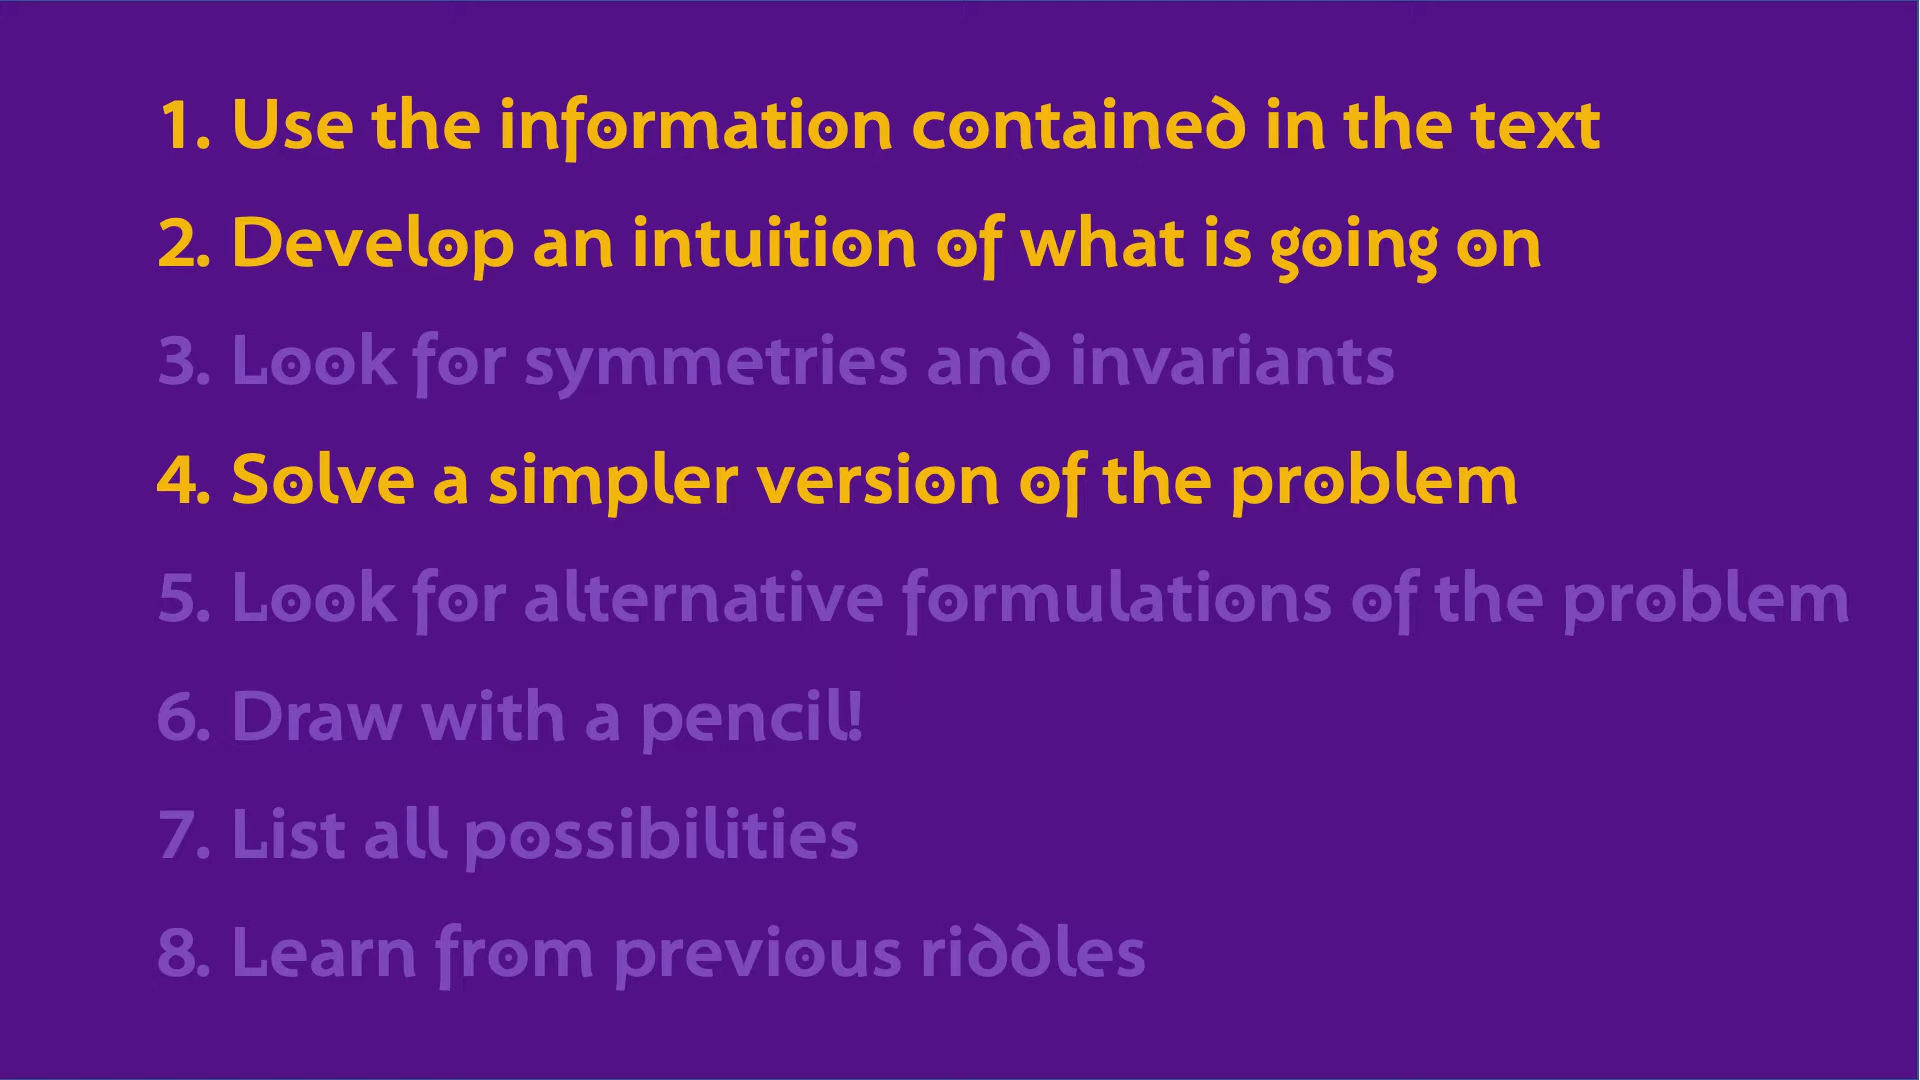 1. Use the information contained in the text
2. Develop an intuition of what is going on
3. Look for symmetries and invariants
4. Solve a simpler version of the problem
5. Look for alternative formulations of the problem
6. Draw with a pencil!
7. List all possibilities
8. Learn from previous riddles